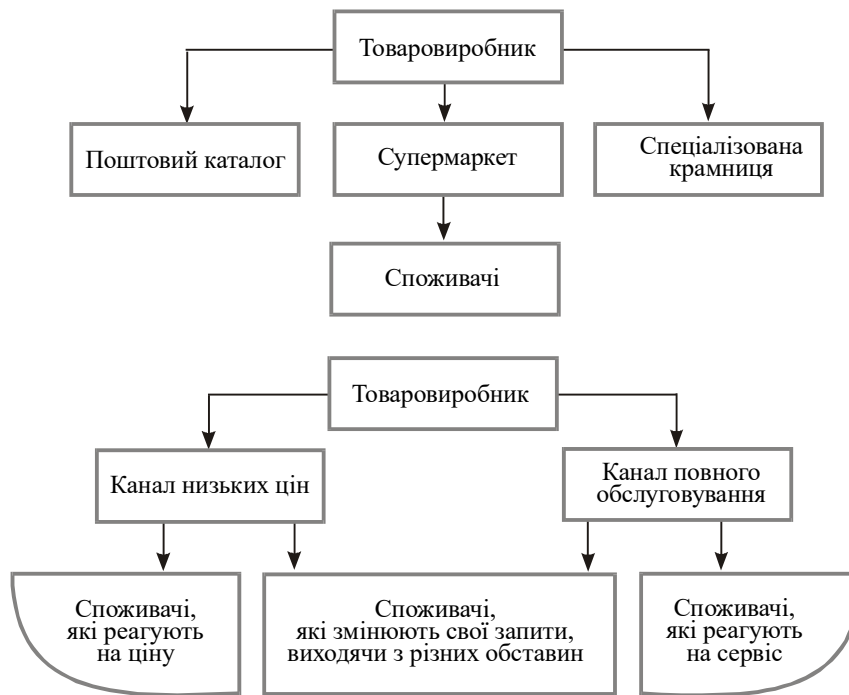 Товаровиробник
Поштовий каталог
Супермаркет
Спеціалізована
крамниця
Споживачі
Товаровиробник
Канал низьких цін
Канал повного
обслуговування
Споживачі,
які реагують
на ціну
Споживачі,
які змінюють свої запити,
виходячи з різних обставин
Споживачі,
які реагують
на сервіс